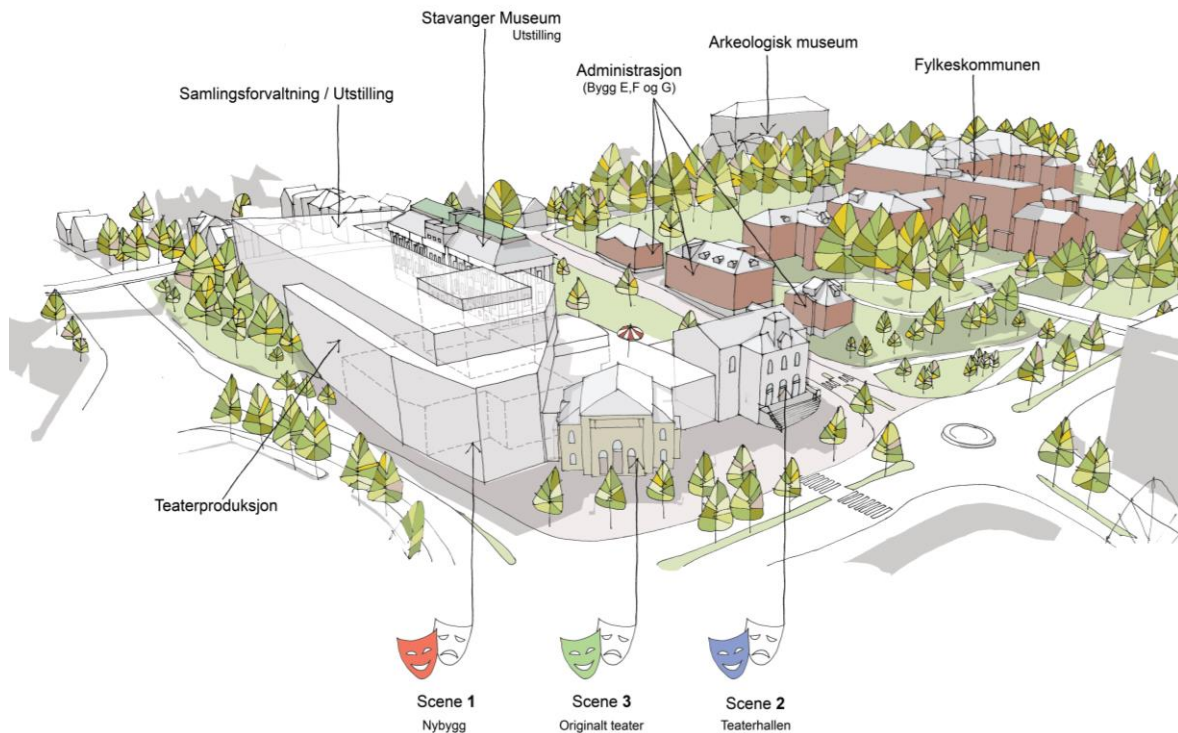 Stavanger Museum
Utstilling
Arkeologisk museum
Administrasjon
(Bygg E,F og G)
Fylkeskommunen
Samlingsforvaltning / Utstilling
Teaterproduksjon
Scene 1
Nybygg
Scene 3
Originalt teater
Scene 2
Teaterhallen